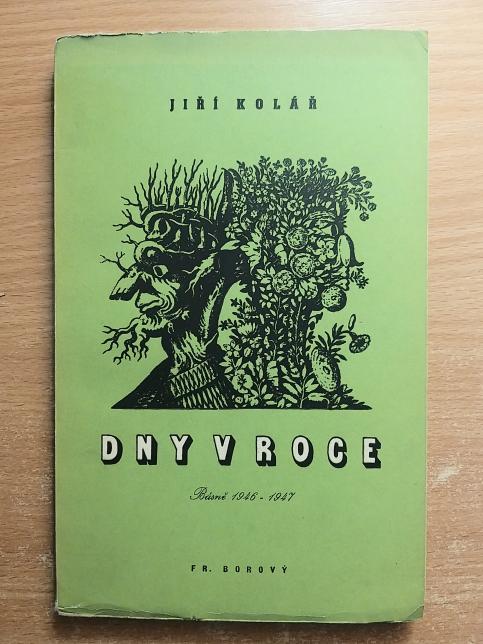 JIŘÍ KOLÁŘ
DNY V ROCE
Básně 1946 - 1947
FR. BOROVÝ